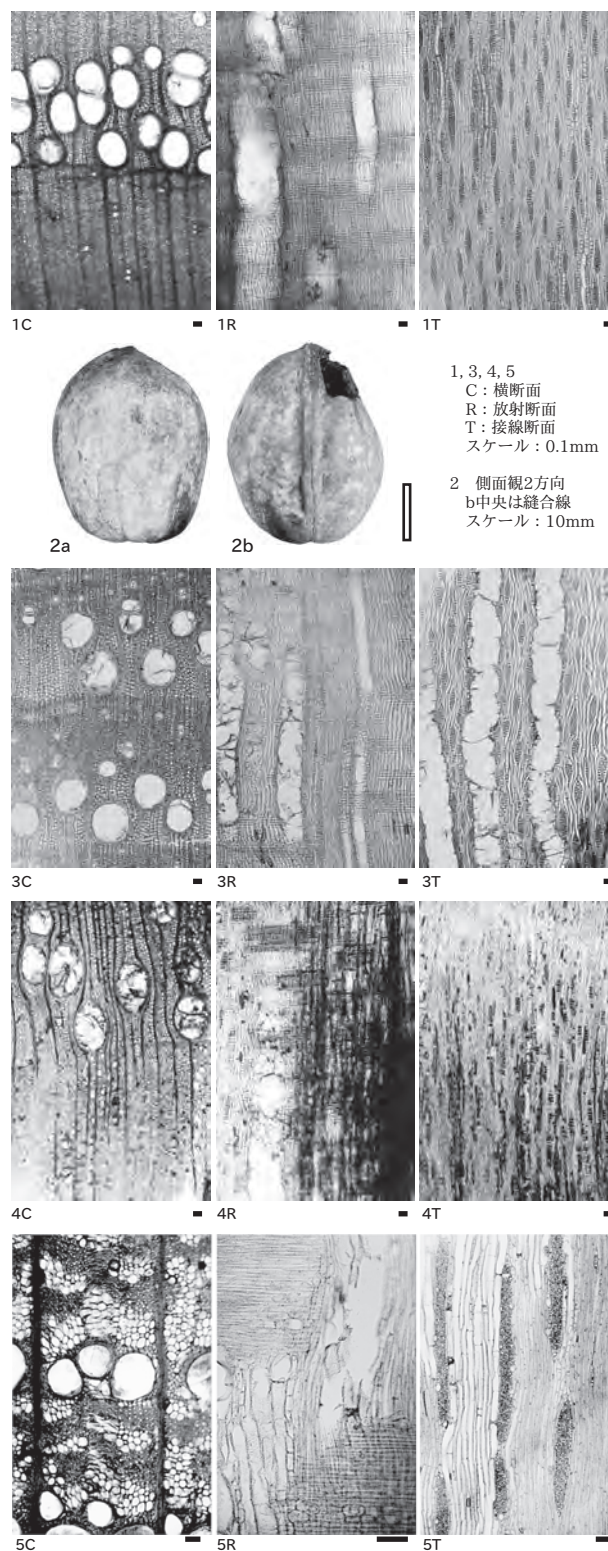 1C
1R
1T
2a
2b
1, 3, 4, 5
C：横断面
R：放射断面
T：接線断面
スケール：0.1mm
2　側面観2方向
b中央は縫合線
スケール：10mm
3C
3R
3T
4C
4R
4T
5C
5R
5T